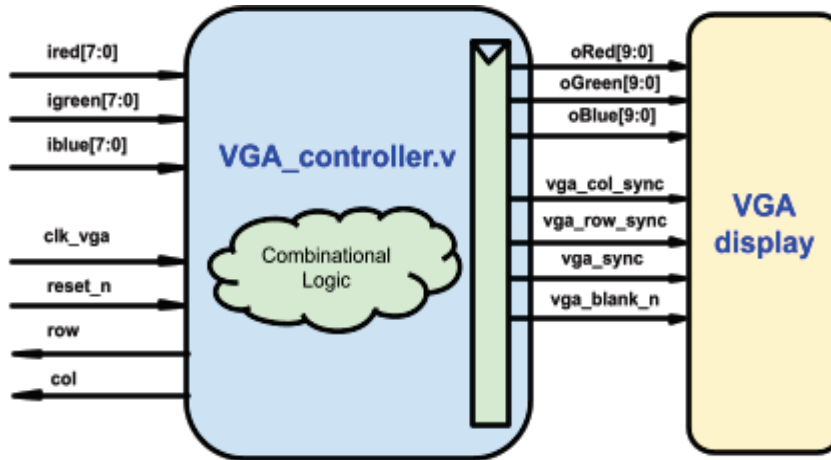 ired[7:0]
igreen[7:0]
iblue[7:0]
clk_vga
reset_n
row
col
VGA_controller.v
Combinational
Logic
oRed[9:0]
oGreen[9:0]
oBlue[9:0]
vga_col_sync
vga_row_sync
vga_sync
vga_blank_n
VGA
display